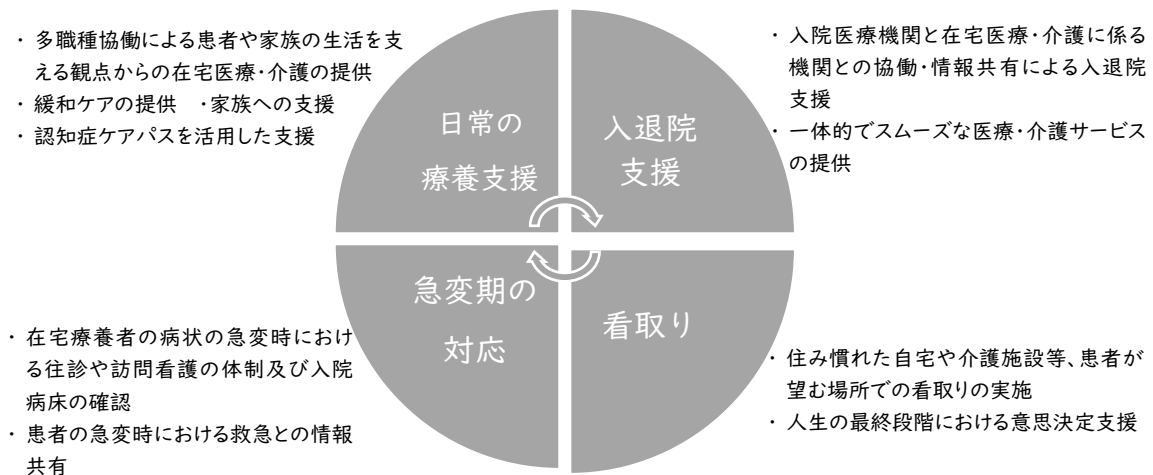 ・ 多職種協働による患者や家族の生活を支
える観点からの在宅医療・介護の提供
・ 緩和ケアの提供　・家族への支援
・ 認知症ケアパスを活用した支援
日常の
療養支援
入退院
支援
・ 入院医療機関と在宅医療・介護に係る
機関との協働・情報共有による入退院
支援
・ 一体的でスムーズな医療・介護サービス
の提供
・ 在宅療養者の病状の急変時におけ
る往診や訪問看護の体制及び入院
病床の確認
・ 患者の急変時における救急との情報
共有
急変期の
対応
看取り
・ 住み慣れた自宅や介護施設等、患者が
望む場所での看取りの実施
・ 人生の最終段階における意思決定支援